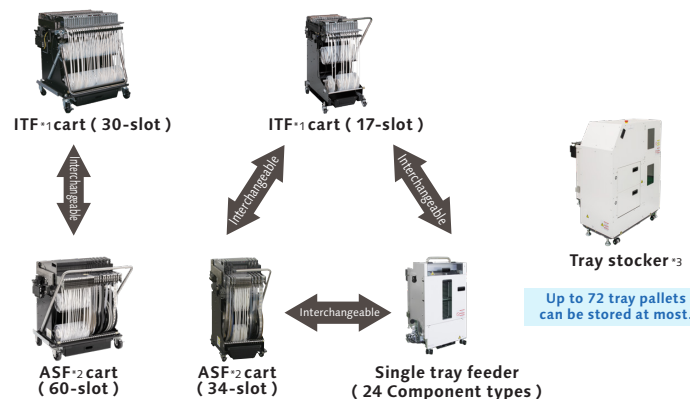 ITF*1 cart ( 30-slot )
ITF*1 cart ( 17-slot )
Interchangeable
Interchangeable
Interchangeable
Tray stocker *3
Up to 72 tray pallets
can be stored at most.
Interchangeable
ASF*2 cart
( 60-slot )
ASF*2 cart
( 34-slot )
Single tray feeder
( 24 Component types )